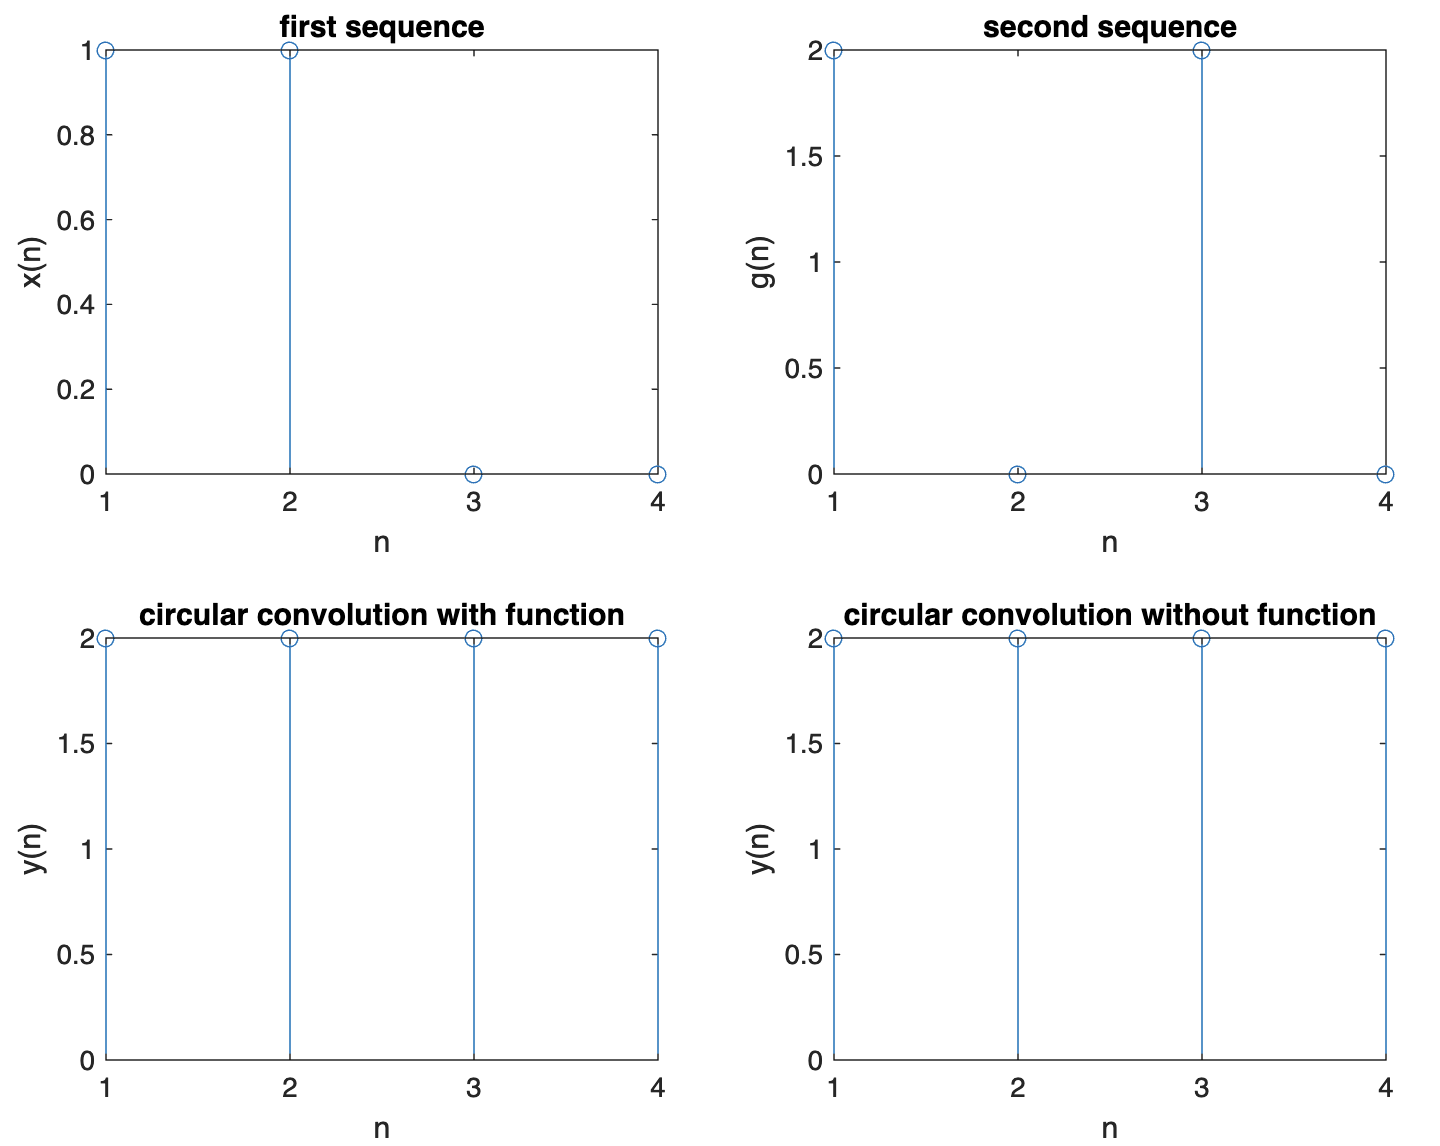 first sequence
1
0.8
0.6
0.4
0.2
0
x(n)
1 2 3 4
n
second sequence
2
1.5
1
0.5
0
g(n)
1 2 3 4
n
circular convolution with function
2
1.5
1
0.5
0
y(n)
1 2 3 4
n
circular convolution without function
2
1.5
1
0.5
0
y(n)
1 2 3 4
n